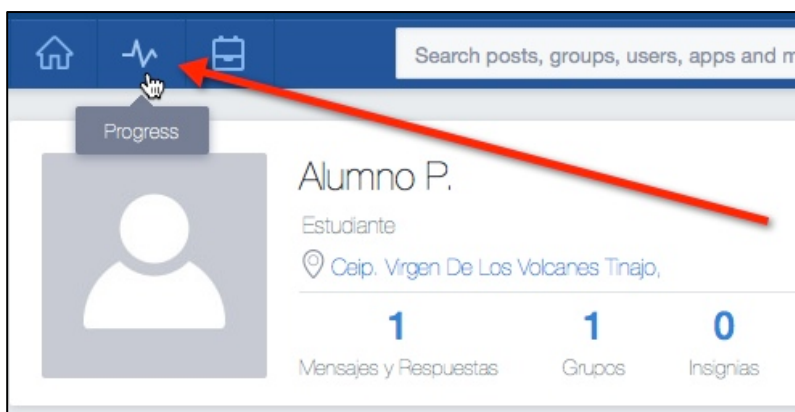 Search posts, groups, users, apps and m
Progress
Alumno P.
Estudiante
Ceip. Virgen De Los Volcanes Tinajo,
1 1 0
Mensajes y Respuestas Grupos Insignias